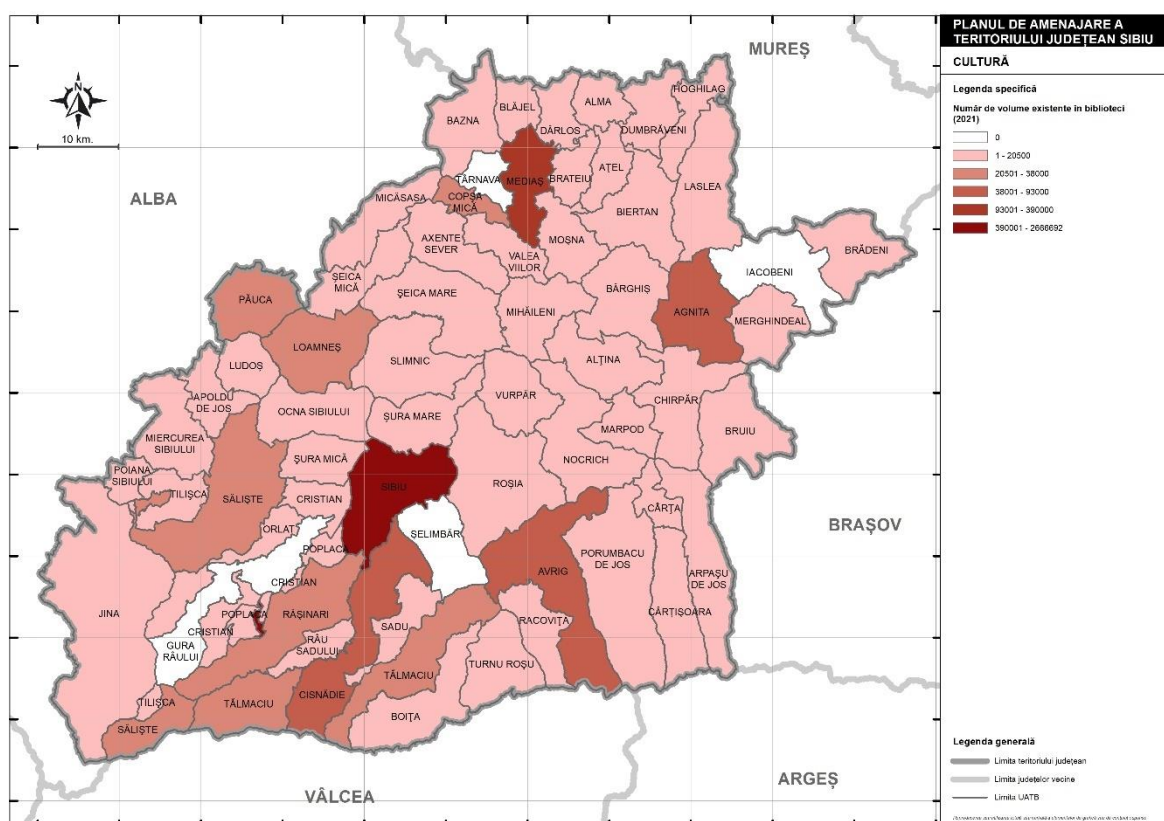 PLANUL DE AMENAJARE A
TERITORIULUI JUDEȚEAN SIBIU
CULTURĂ
Legenda specifică
Număr de volume existente în biblioteci
(2021)
0
1 - 20500
20501 - 38000
38001 - 93000
93001 - 390000
390001 - 2666692
N
10 km.
MUREȘ
ALBA
BRAȘOV
ARGEȘ
VÂLCEA
HOGHILAG
ALMA
BLĂJEL
BAZNA
DÂRLOS
DUMBRĂVENI
AȚEL
TÂRNAVA
MEDIAȘ
BRATEIU
LASLEA
MICĂSASA
COPȘA
MICĂ
BIERTAN
AXENTE
SEVER
MOȘNA
VALEA
VIILOR
BRĂDENI
IACOBENI
ȘEICA
MICĂ
ȘEICA MARE
BÂRGHIȘ
PĂUCA
MIHĂILENI
AGNITA
MERGHINDEAL
LOAMNEȘ
LUDOȘ
SLIMNIC
ALȚINA
APOLDU
DE JOS
VURPĂR
CHIRPĂR
OCNA SIBIULUI
ȘURA MARE
MARPOD
BRUIU
MIERCUREA
SIBIULUI
ȘURA MICĂ
NOCRICH
POIANA
SIBIULUI
TILIȘCA
SĂLIȘTE
CRISTIAN
SIBIU
ROȘIA
CÂRȚA
ORLAT
ȘELIMBĂR
POPLACA
PORUMBACU
DE JOS
AVRIG
ARPAȘU
DE JOS
CRISTIAN
JINA
POPLACA
RĂȘINARI
CÂRȚIȘOARA
RACOVIȚA
SADU
CRISTIAN
GURA
RÂULUI
RÂU
SADULUI
TURNU ROȘU
TĂLMACIU
CISNĂDIE
TILIȘCA
TĂLMACIU
BOIȚA
SĂLIȘTE
Legenda generală
Limita teritoriului județean
Limita județelor vecine
Limita UATB